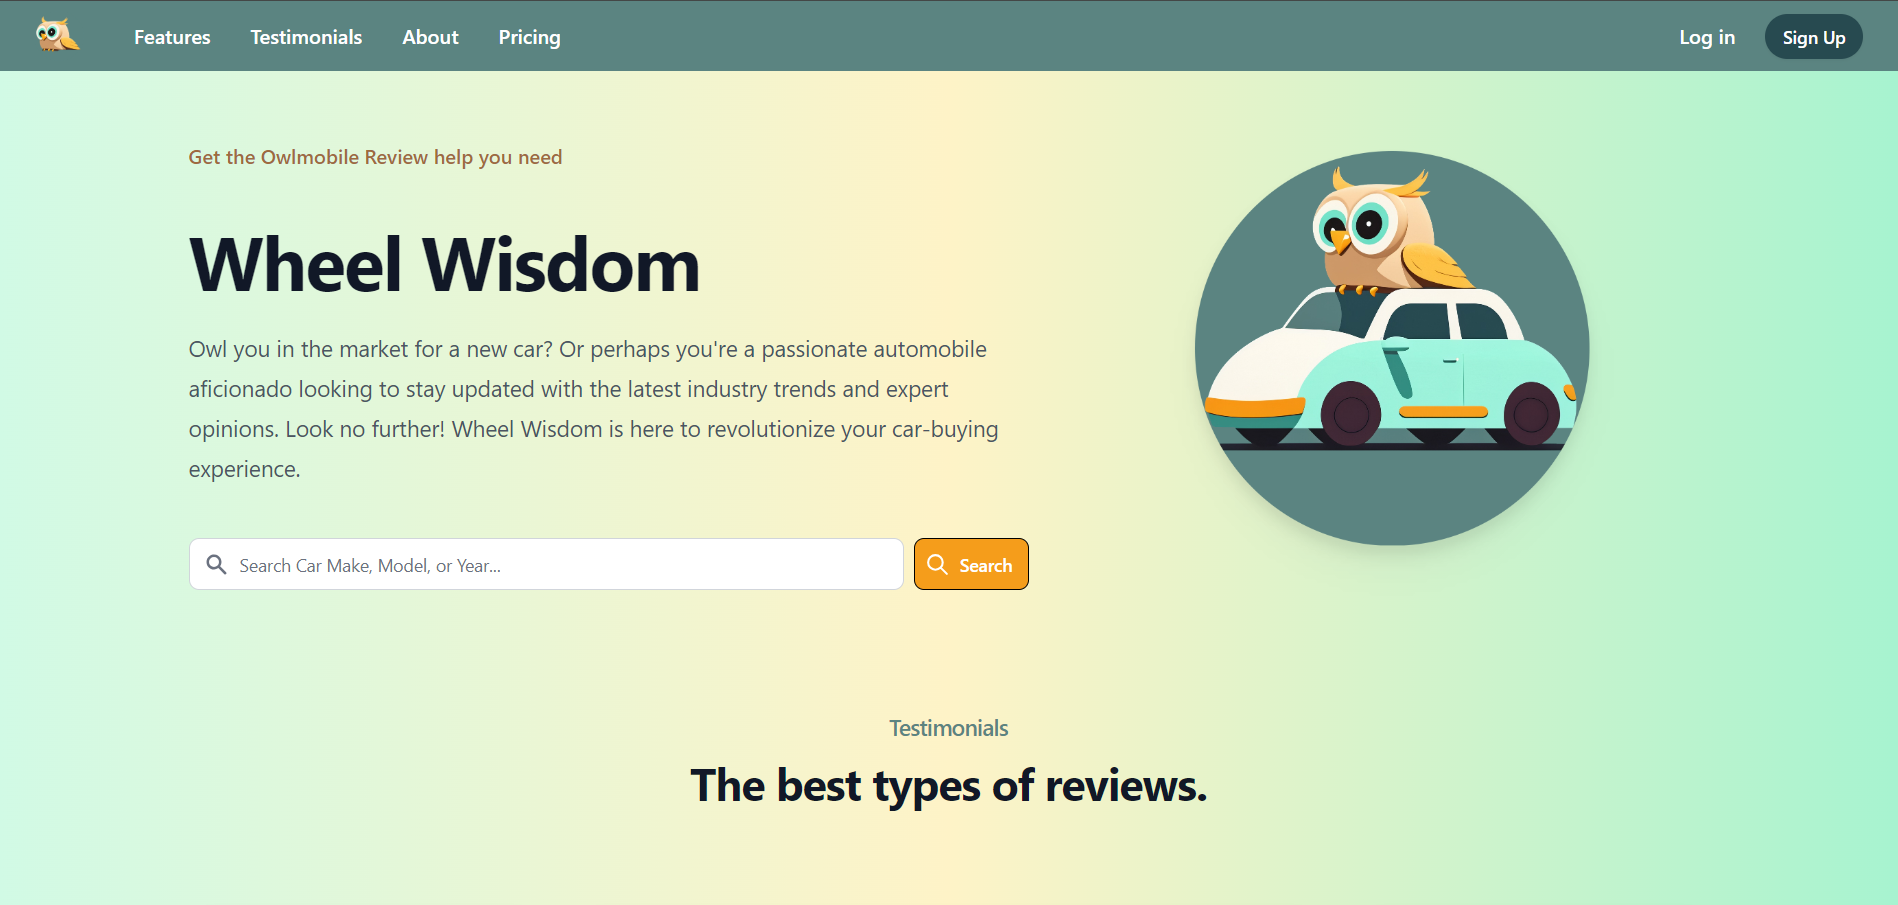 Features
Testimonials
About
Pricing
Log in
Sign Up
Get the Owlmobile Review help you need
Wheel Wisdom
Owl you in the market for a new car? Or perhaps you're a passionate automobile
aficionado looking to stay updated with the latest industry trends and expert
opinions. Look no further! Wheel Wisdom is here to revolutionize your car-buying
experience.
Search Car Make, Model, or Year...
Search
Testimonials
The best types of reviews.